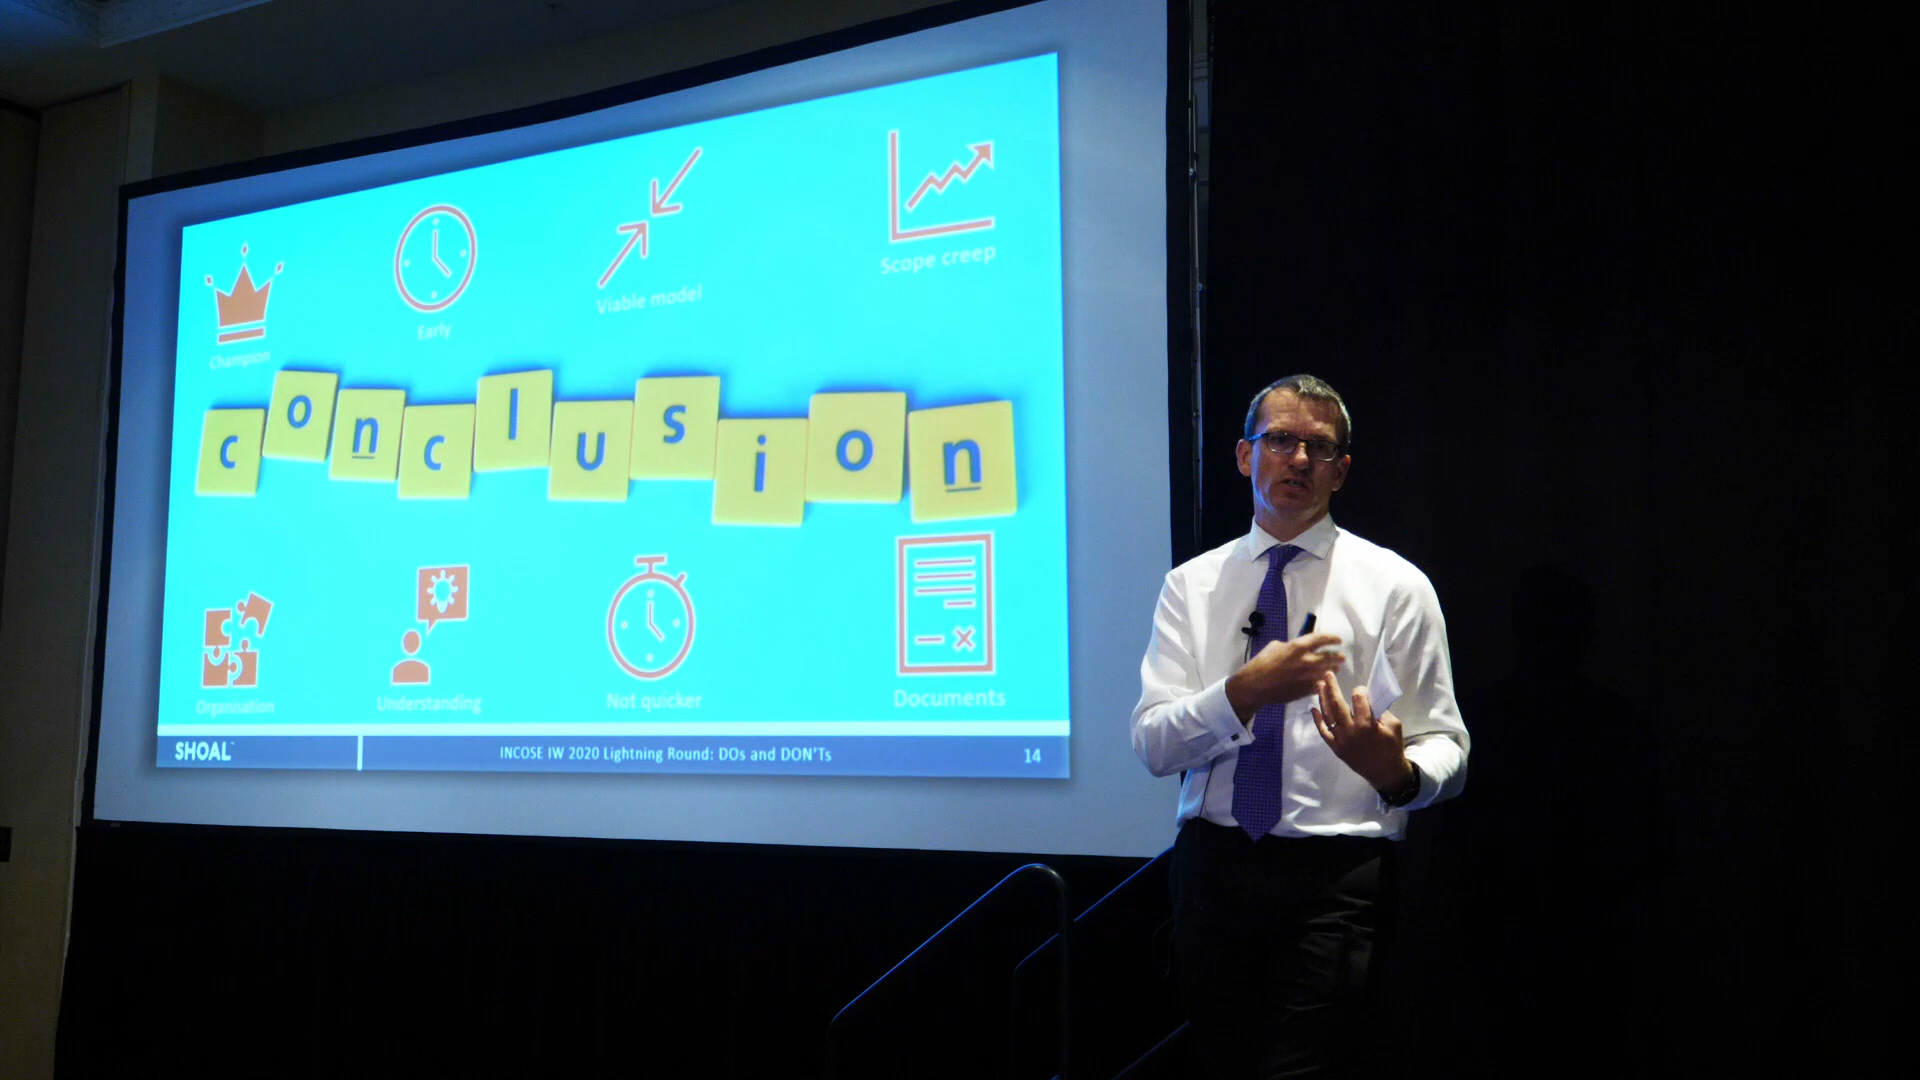 Champion
Early
Viable model
Scope creep
conclusion
Organisation
Understanding
Not quicker
Documents
SHOAL
INCOSE IW 2020 Lightning Round: DOs and DON'Ts
14